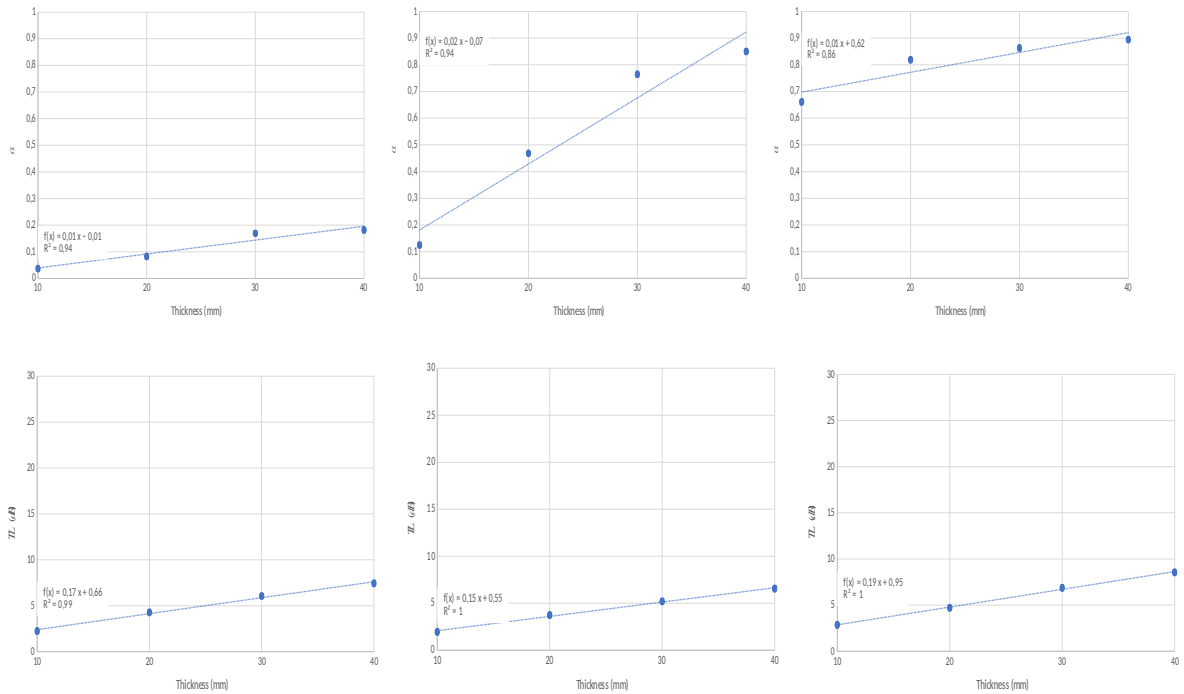 1
0,9
0,8
0,7
0,6
0,5
0,4
0,3
0,2
0,1
0
α
f(x) = 0,01 x − 0,01
R² = 0,94
10 20 30 40
Thickness (mm)
1
0,9
0,8
0,7
0,6
0,5
0,4
0,3
0,2
0,1
0
α
f(x) = 0,02 x − 0,07
R² = 0,94
10 20 30 40
Thickness (mm)
1
0,9
0,8
0,7
0,6
0,5
0,4
0,3
0,2
0,1
0
α
f(x) = 0,01 x + 0,62
R² = 0,86
10 20 30 40
Thickness (mm)
30
25
20
15
10
5
0
TL (dB)
f(x) = 0,17 x + 0,66
R² = 0,99
10 20 30 40
Thickness (mm)
30
25
20
15
10
5
0
TL (dB)
f(x) = 0,15 x + 0,55
R² = 1
10 20 30 40
Thickness (mm)
30
25
20
15
10
5
0
TL (dB)
f(x) = 0,19 x + 0,95
R² = 1
10 20 30 40
Thickness (mm)